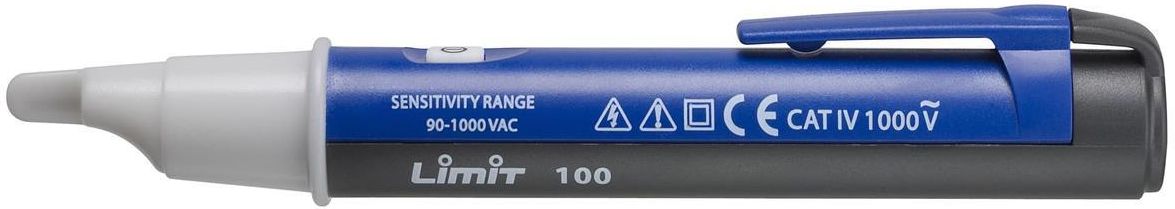 SENSITIVITY RANGE
90-1000 VAC
CE CAT IV 1000V
Limit 100